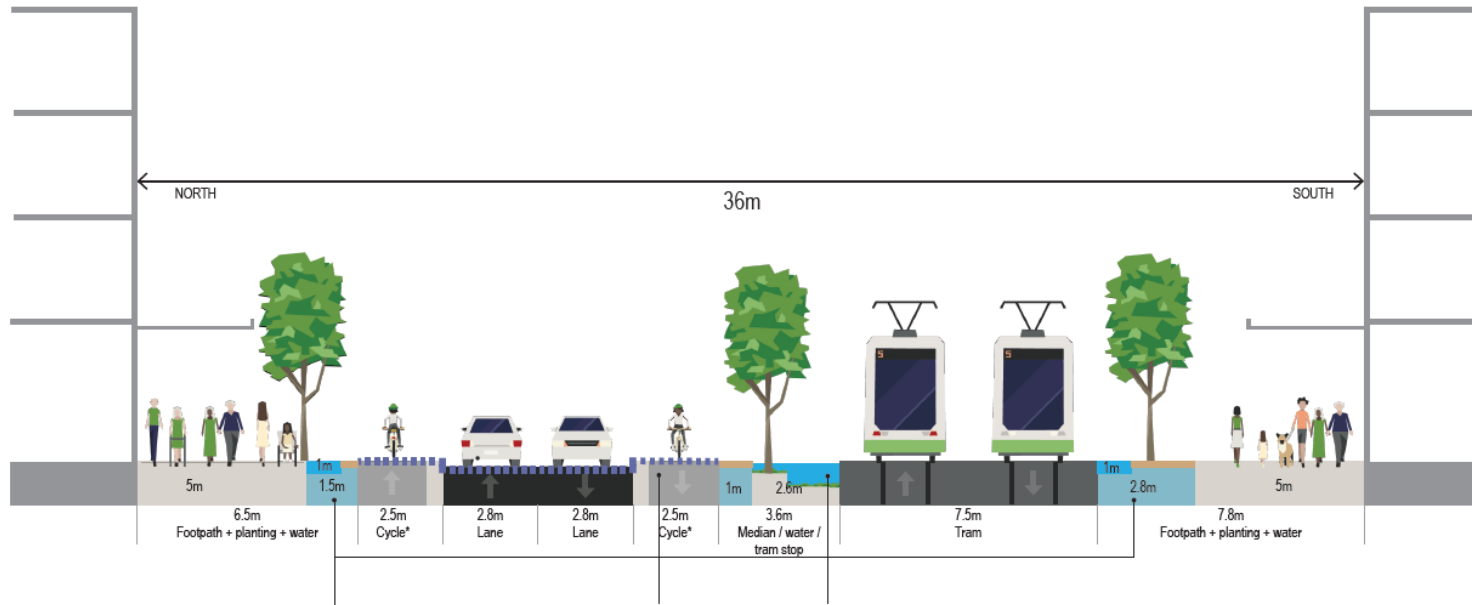 NORTH
36m
SOUTH
S
S
1m
1m
5m
1.5m
1m
2.6m
2.8m
5m
6.5m
2.5m
2.8m
2.8m
2.5m
3.6m
7.5m
7.8m
Footpath + planting + water
Cycle*
Lane
Lane
Cycle*
Median / water /
tram stop
Tram
Footpath + planting + water